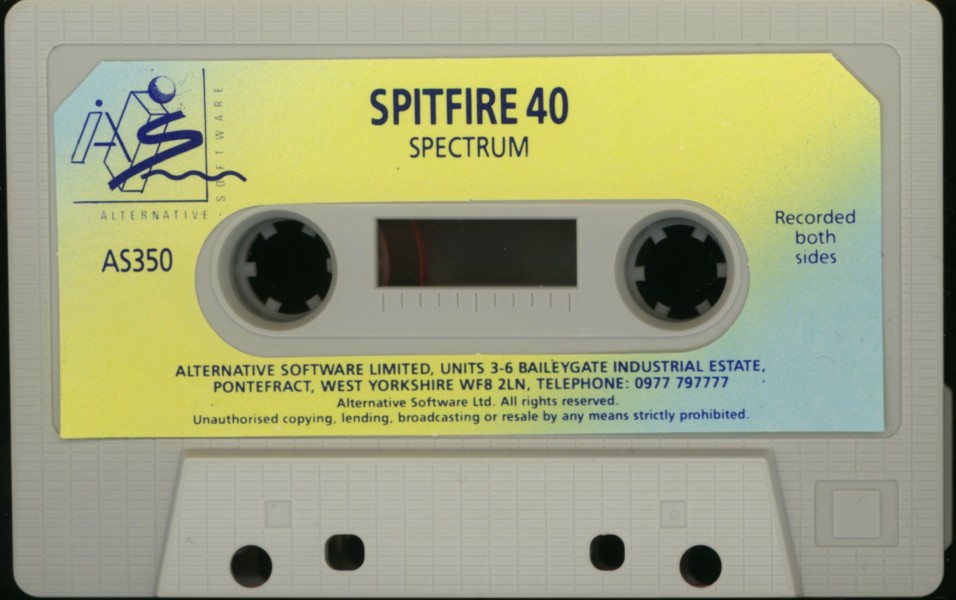 SPITFIRE 40
SPECTRUM
iAS
SOFTWARE
ALTERNATIVE
AS350
Recorded
both
sides
ALTERNATIVE SOFTWARE LIMITED, UNITS 3-6 BAILEYGATE INDUSTRIAL ESTATE,
PONTEFRACT, WEST YORKSHIRE WF8 2LN, TELEPHONE: 0977 797777
Alternative Software Ltd. All rights reserved.
Unauthorised copying, lending, broadcasting or resale by any means strictly prohibited.